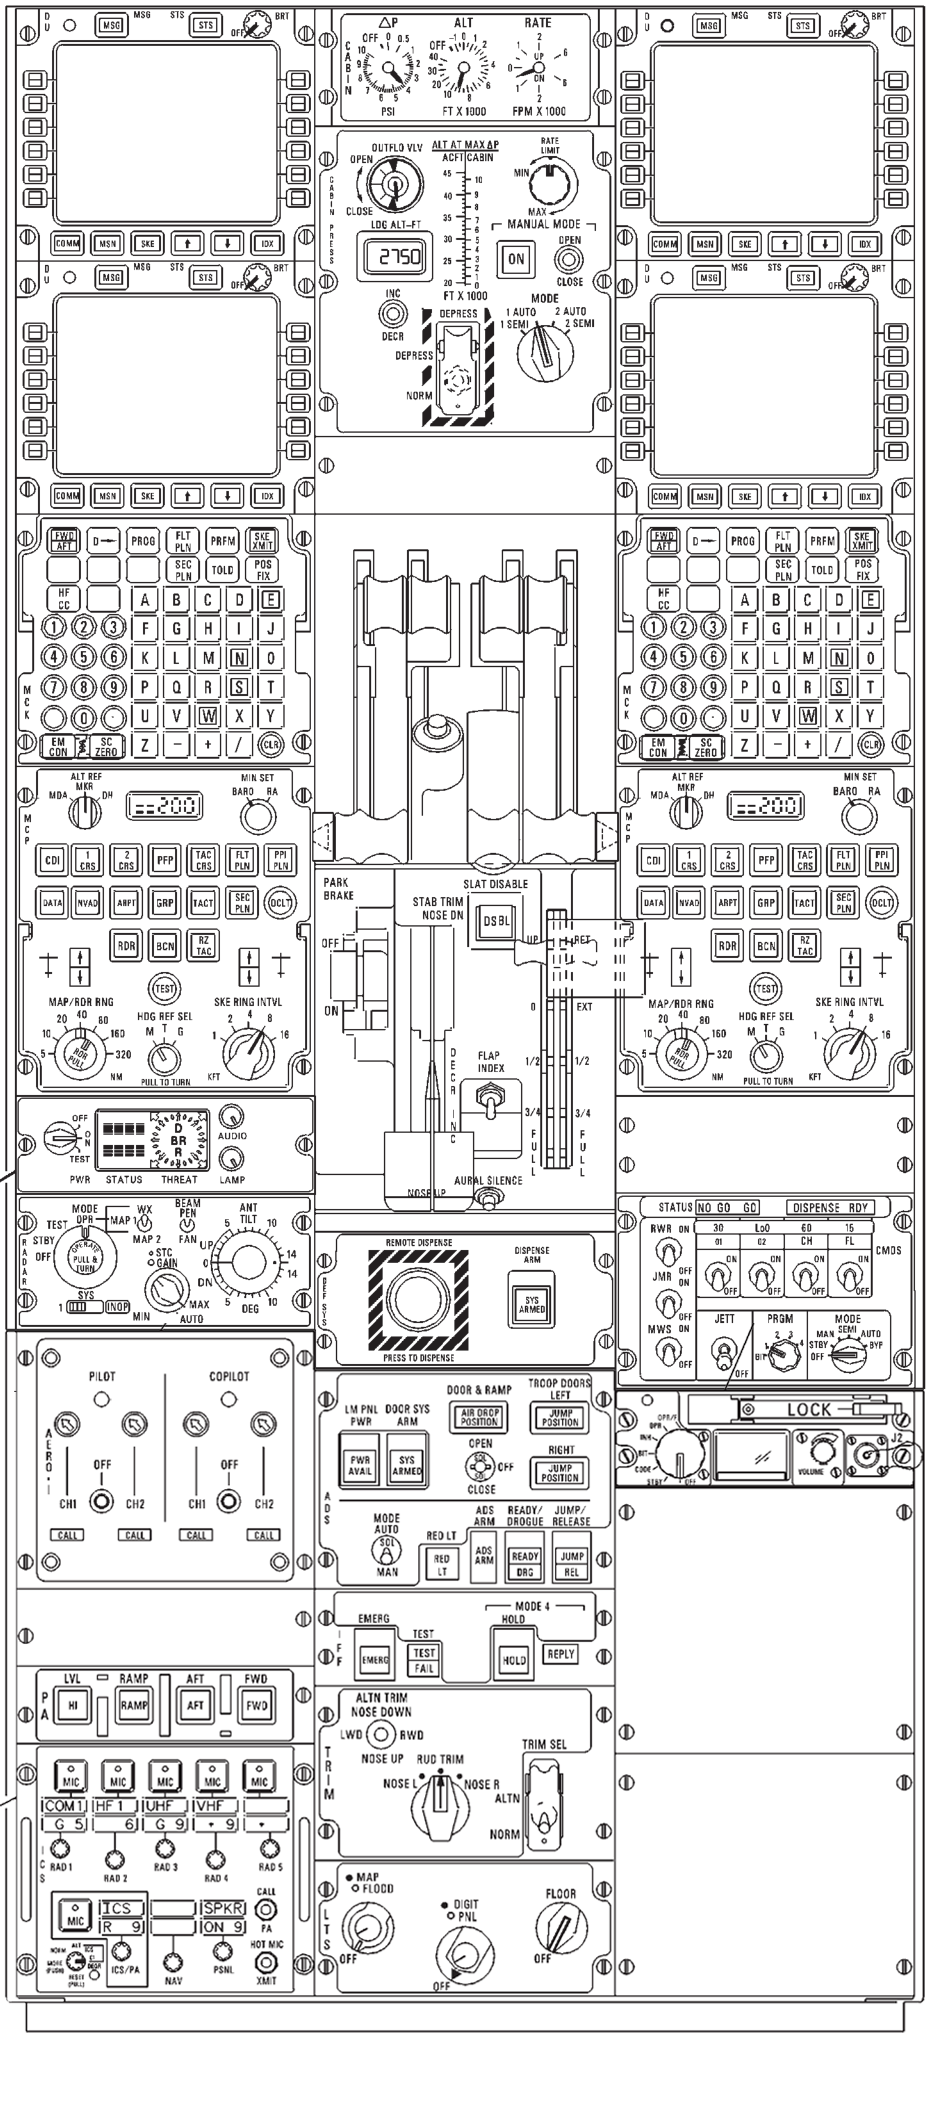 DU MSG MSG STS STS OFF BRT
COMM MSN SKE IDX
DU MSG MSG STS STS OFF BRT
COMM MSN SKE IDX
CABIN
ΔP ALT RATE
OFF 0 0.5 1 2 3 4 5 6 7 8 9 10
OFF -1 0 1 2 4 6 8 10 20 30 40
2 1 0 1 2 6 6 UP DN
PSI FT X 1000 FPM X 1000
CABIN PRESS
OUTFLO VLV
OPEN
CLOSE
ALT AT MAX ΔP
ACFT CABIN
45 40 35 30 25 20
10 9 8 7 6 5 4 3 2 1 0
FT X 1000
RATE LIMIT
MIN
MAX
LDG ALT-FT
2750
INC
DECR
MANUAL MODE
ON
OPEN
CLOSE
DEPRESS
DEPRESS
NORM
MODE
1 AUTO 2 AUTO
1 SEMI 2 SEMI
DU MSG MSG STS STS OFF BRT
COMM MSN SKE IDX
DU MSG MSG STS STS OFF BRT
COMM MSN SKE IDX
MCK
FWD AFT D PROG FLT PLN PRFM SKE XMIT
SEC PLN TOLD POS FIX
HF CC A B C D E
1 2 3 F G H I J
4 5 6 K L M N O
7 8 9 P Q R S T
0 · U V W X Y
EM CON SC ZERO Z - + / CLR
MCK
FWD AFT D PROG FLT PLN PRFM SKE XMIT
SEC PLN TOLD POS FIX
HF CC A B C D E
1 2 3 F G H I J
4 5 6 K L M N O
7 8 9 P Q R S T
0 · U V W X Y
EM CON SC ZERO Z - + / CLR
MCP
ALT REF
MKR
MDA DH
==200
MIN SET
BARO RA
CDI 1 CRS 2 CRS PFP TAC CRS FLT PLN PPI PLN
DATA NVAD ARPT GRP TACT SEC PLN DCLT
RDR BCN RZ TAC
TEST
MAP/RDR RNG
5 10 20 40 80 160 320
RDR PULL
NM
HDG REF SEL
M T G
PULL TO TURN
SKE RING INTVL
1 2 4 8 16
KFT
PARK BRAKE
OFF
ON
SLAT DISABLE
DSBL
STAB TRIM
NOSE DN
UP RET
0 EXT
1/2 1/2
3/4 3/4
FULL FULL
FLAP INDEX
DECR INC
NOSE UP
AURAL SILENCE
MCP
ALT REF
MKR
MDA DH
==200
MIN SET
BARO RA
CDI 1 CRS 2 CRS PFP TAC CRS FLT PLN PPI PLN
DATA NVAD ARPT GRP TACT SEC PLN DCLT
RDR BCN RZ TAC
TEST
MAP/RDR RNG
5 10 20 40 80 160 320
RDR PULL
NM
HDG REF SEL
M T G
PULL TO TURN
SKE RING INTVL
1 2 4 8 16
KFT
OFF ON TEST
PWR STATUS THREAT LAMP
D
BR
R
AUDIO
RADAR
MODE
OFF STBY TEST OPR MAP 1 WX
MAP 2
OPERATE
PULL & TURN
SYS
1 INOP
BEAM
PEN
FAN
STC
GAIN
MIN MAX
AUTO
ANT TILT
UP 5 10 14
0
DN 5 10 14
DEG
DEF SYS
REMOTE DISPENSE
PRESS TO DISPENSE
DISPENSE ARM
SYS ARMED
STATUS NO GO GO DISPENSE RDY
RWR ON
OFF
JMR ON
OFF
MWS ON
OFF
30 LoO 60 15
O1 O2 CH FL
CMDS
ON ON ON ON
OFF OFF OFF OFF
JETT
OFF
PRGM
BIT 1 2 3 4
MODE
OFF STBY MAN SEMI AUTO BYP
AERO-I
PILOT COPILOT
OFF OFF
CH1 CH2 CH1 CH2
CALL CALL CALL CALL
ADS
LM PNL PWR
DOOR SYS ARM
PWR AVAIL
SYS ARMED
DOOR & RAMP
AIR DROP POSITION
OPEN
SOL
OFF
SOL
CLOSE
TROOP DOORS
LEFT
JUMP POSITION
RIGHT
JUMP POSITION
MODE
AUTO
SOL
MAN
RED LT
RED LT
ADS ARM
ADS ARM
READY/DROGUE
READY
DRG
JUMP/RELEASE
JUMP
REL
LOCK
OPR
BIT
CODE
STBY
OFF
VOLUME
J2
IFF
EMERG
EMERG
TEST
TEST
FAIL
MODE 4
HOLD
HOLD
REPLY
PA
LVL RAMP AFT FWD
HI RAMP AFT FWD
TRIM
ALTN TRIM
NOSE DOWN
LWD RWD
NOSE UP
RUD TRIM
NOSE L NOSE R
TRIM SEL
ALTN
NORM
ICS
MIC MIC MIC MIC MIC
COM1 HF1 UHF VHF
G 5 6 G 9 * 9 *
RAD 1 RAD 2 RAD 3 RAD 4 RAD 5
MIC ICS SPKR
R 9 ON 9
ICS/PA NAV PSNL
CALL
PA
HOT MIC
XMIT
LTS
MAP
FLOOD
OFF
DIGIT
PNL
OFF
FLOOR
OFF